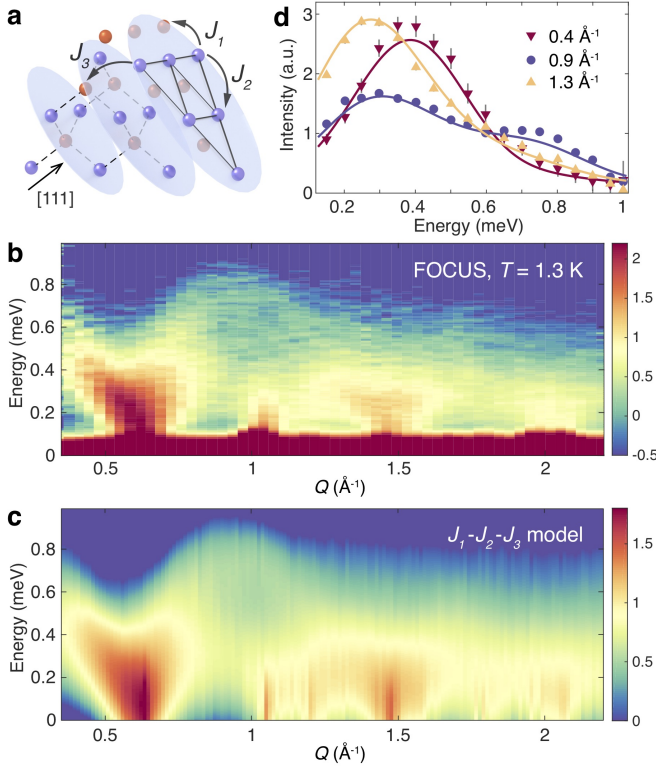 a
J1
J2
J3
[111]
d
Intensity (a.u.)
3
2
1
0
0.2
0.4
0.6
0.8
1
Energy (meV)
0.4 Å-1
0.9 Å-1
1.3 Å-1
b
FOCUS, T = 1.3 K
Energy (meV)
0.8
0.6
0.4
0.2
0
0.5
1
1.5
2
Q (Å-1)
2
1.5
1
0.5
0
-0.5
c
J1-J2-J3 model
Energy (meV)
0.8
0.6
0.4
0.2
0
0.5
1
1.5
2
Q (Å-1)
1.5
1
0.5
0